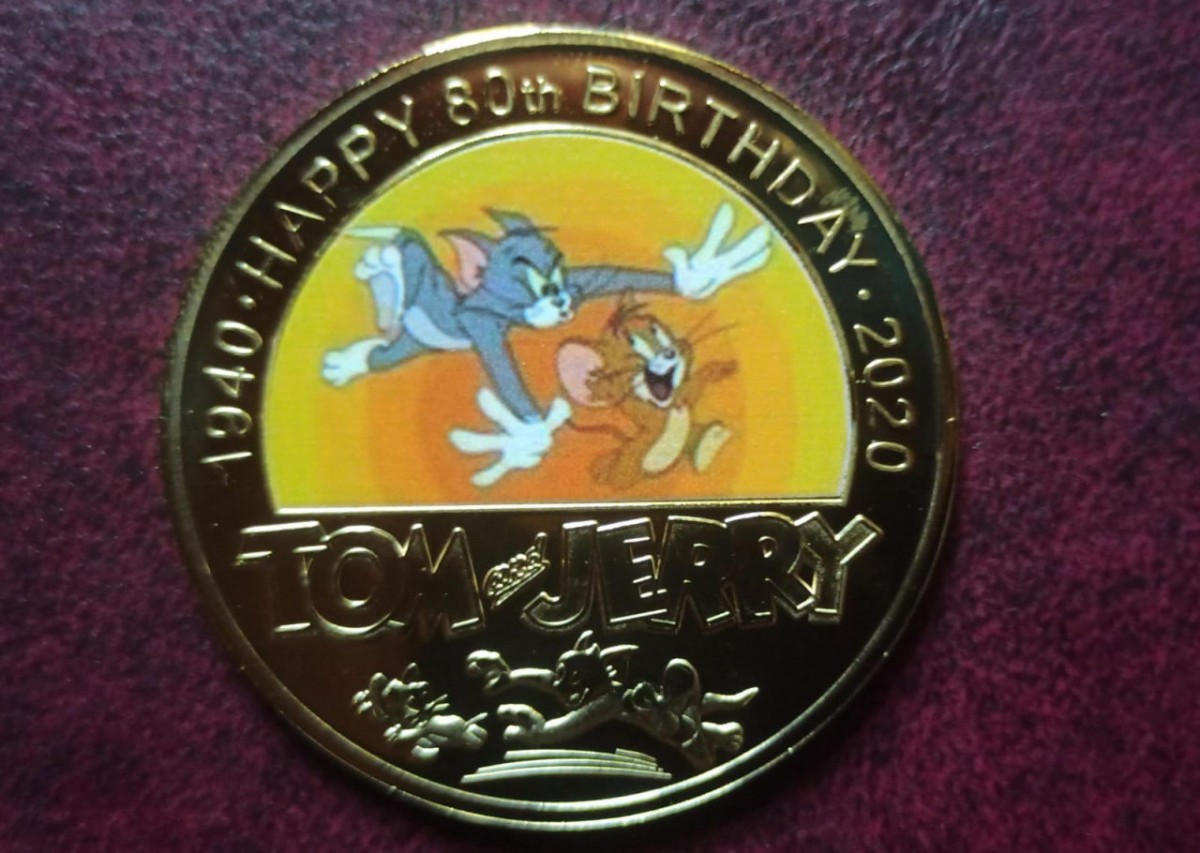 1940 · HAPPY 80th BIRTHDAY · 2020
TOM and JERRY